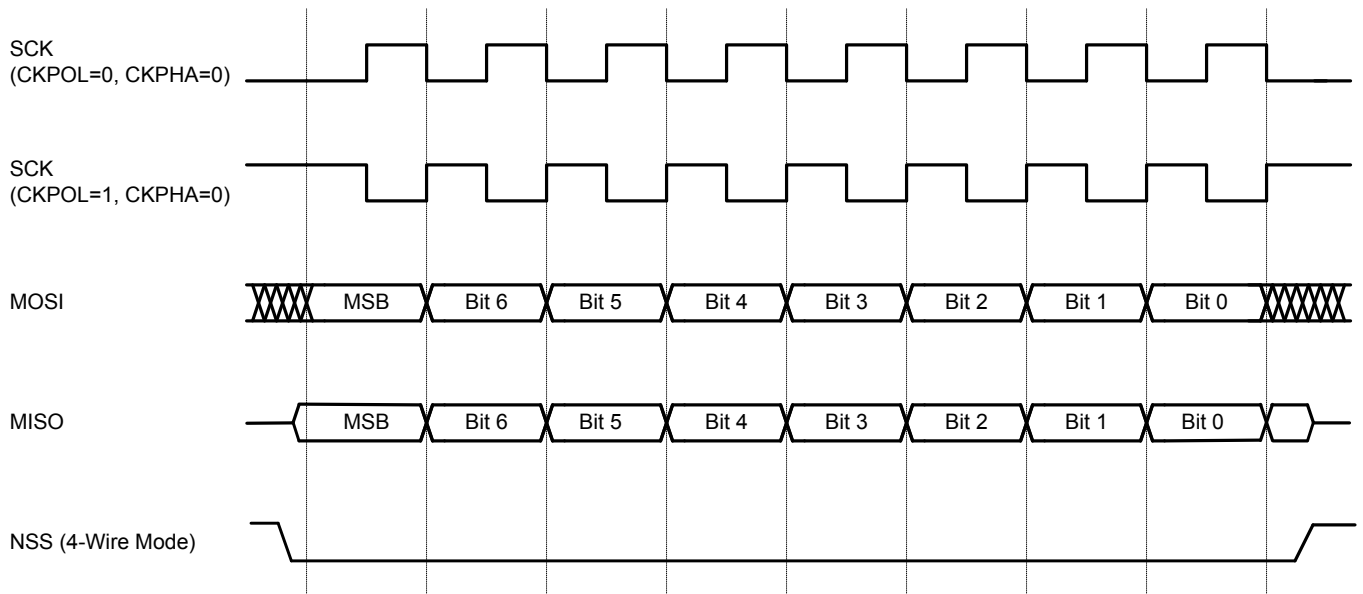 SCK
(CKPOL=0, CKPHA=0)
SCK
(CKPOL=1, CKPHA=0)
MOSI
MSB
Bit 6
Bit 5
Bit 4
Bit 3
Bit 2
Bit 1
Bit 0
MISO
MSB
Bit 6
Bit 5
Bit 4
Bit 3
Bit 2
Bit 1
Bit 0
NSS (4-Wire Mode)